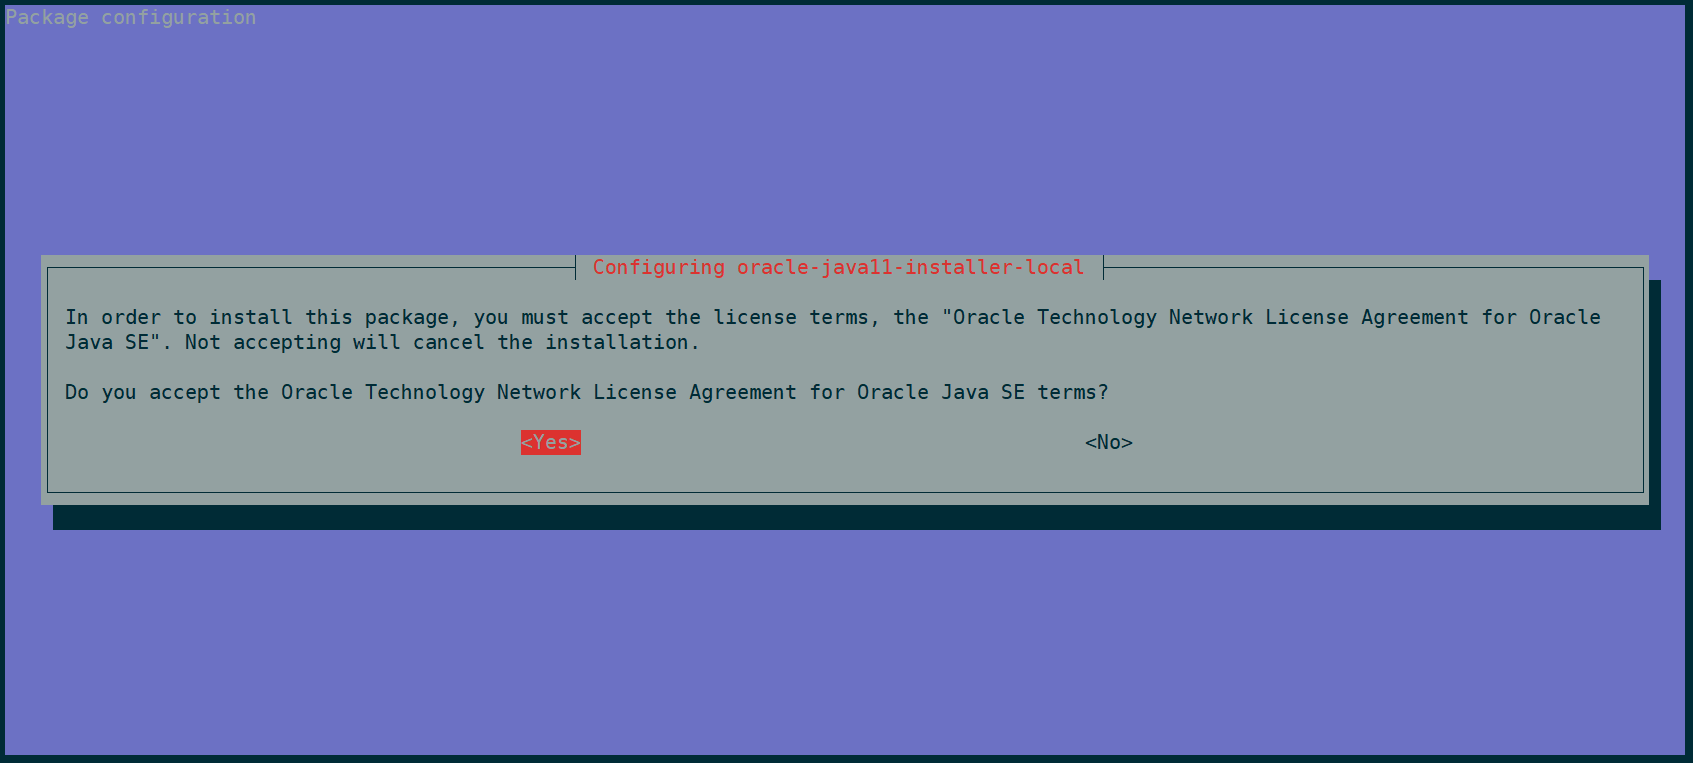 Package configuration
Configuring oracle-java11-installer-local
In order to install this package, you must accept the license terms, the "Oracle Technology Network License Agreement for Oracle
Java SE". Not accepting will cancel the installation.
Do you accept the Oracle Technology Network License Agreement for Oracle Java SE terms?
<Yes> <No>